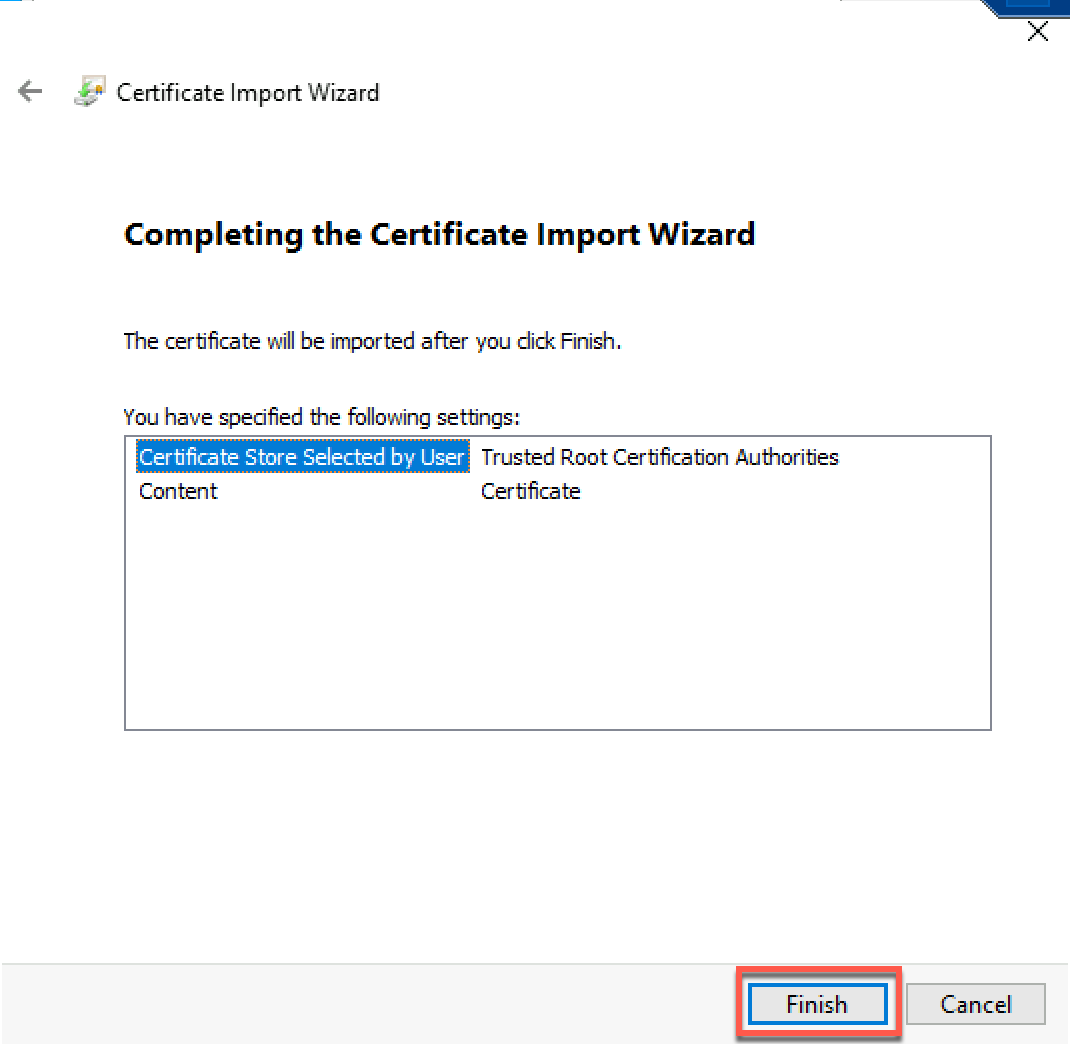 Certificate Import Wizard
Completing the Certificate Import Wizard
The certificate will be imported after you click Finish.
You have specified the following settings:
Certificate Store Selected by User Trusted Root Certification Authorities
Content Certificate
Finish Cancel